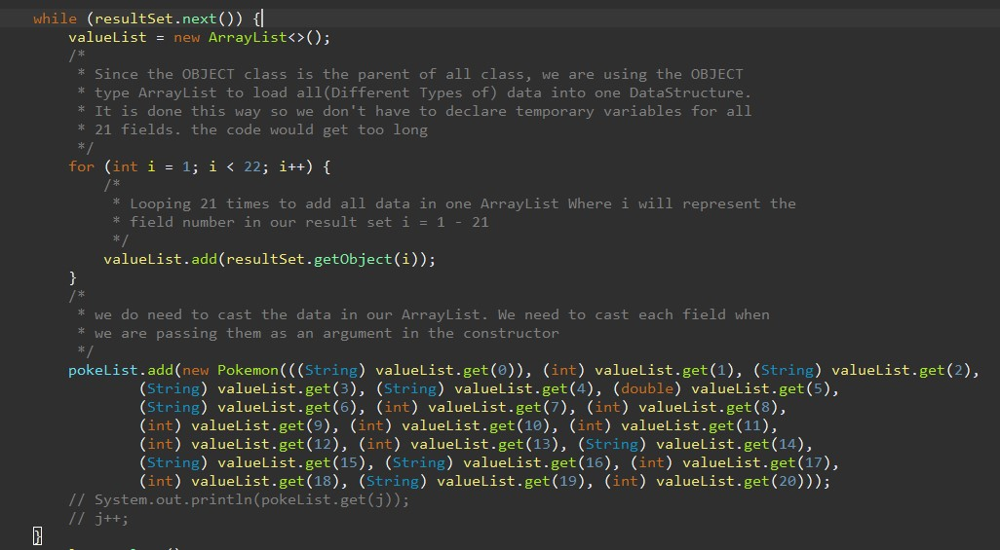 while (resultSet.next()) {
valueList = new ArrayList<>();
/*
* Since the OBJECT class is the parent of all class, we are using the OBJECT
* type ArrayList to load all(Different Types of) data into one DataStructure.
* It is done this way so we don't have to declare temporary variables for all
* 21 fields. the code would get too long
*/
for (int i = 1; i < 22; i++) {
/*
* Looping 21 times to add all data in one ArrayList Where i will represent the
* field number in our result set i = 1 - 21
*/
valueList.add(resultSet.getObject(i));
}
/*
* we do need to cast the data in our ArrayList. We need to cast each field when
* we are passing them as an argument in the constructor
*/
pokeList.add(new Pokemon(((String) valueList.get(0)), (int) valueList.get(1), (String) valueList.get(2),
(String) valueList.get(3), (String) valueList.get(4), (double) valueList.get(5),
(String) valueList.get(6), (int) valueList.get(7), (int) valueList.get(8),
(int) valueList.get(9), (int) valueList.get(10), (int) valueList.get(11),
(int) valueList.get(12), (int) valueList.get(13), (String) valueList.get(14),
(String) valueList.get(15), (String) valueList.get(16), (int) valueList.get(17),
(int) valueList.get(18), (String) valueList.get(19), (int) valueList.get(20)));
// System.out.println(pokeList.get(j));
// j++;
}